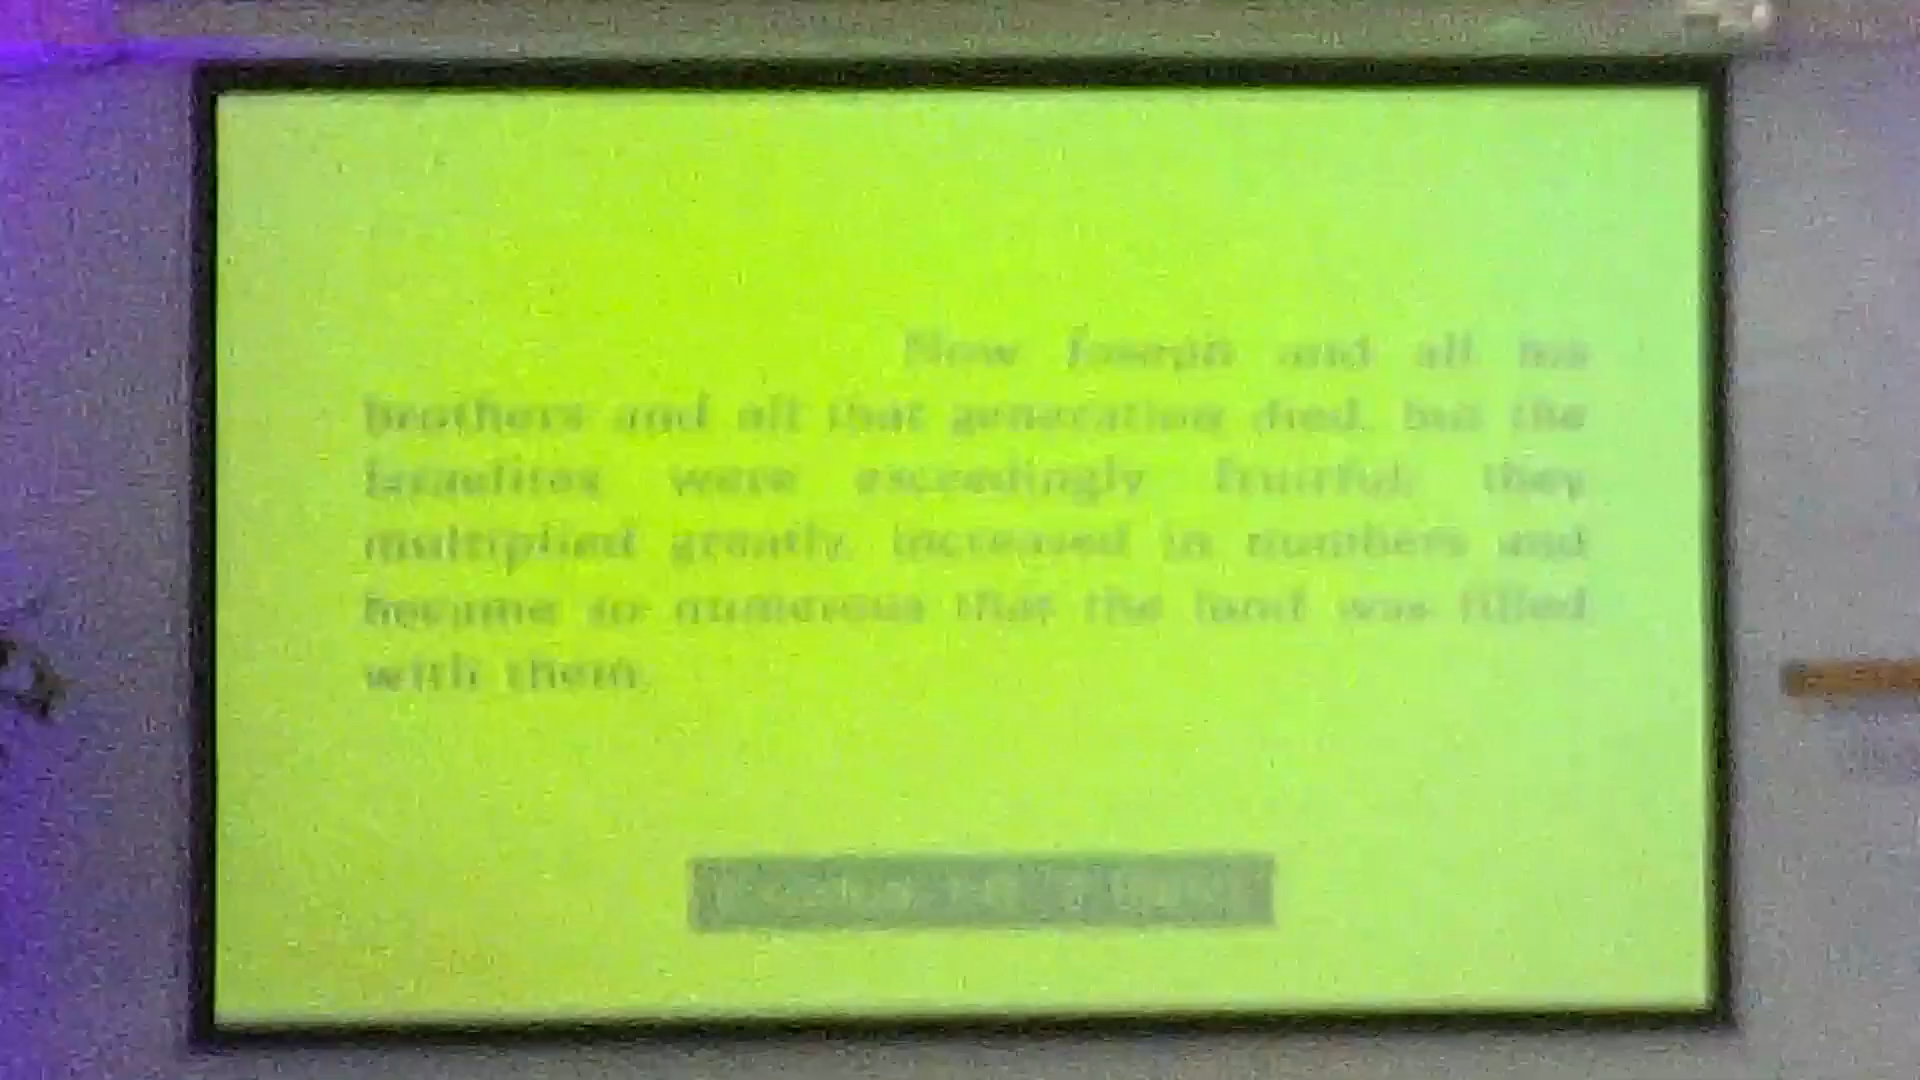 Now Joseph and all his
brothers and all that generation died, but the
Israelites were exceedingly fruitful; they
multiplied greatly, increased in numbers and
became so numerous that the land was filled
with them.